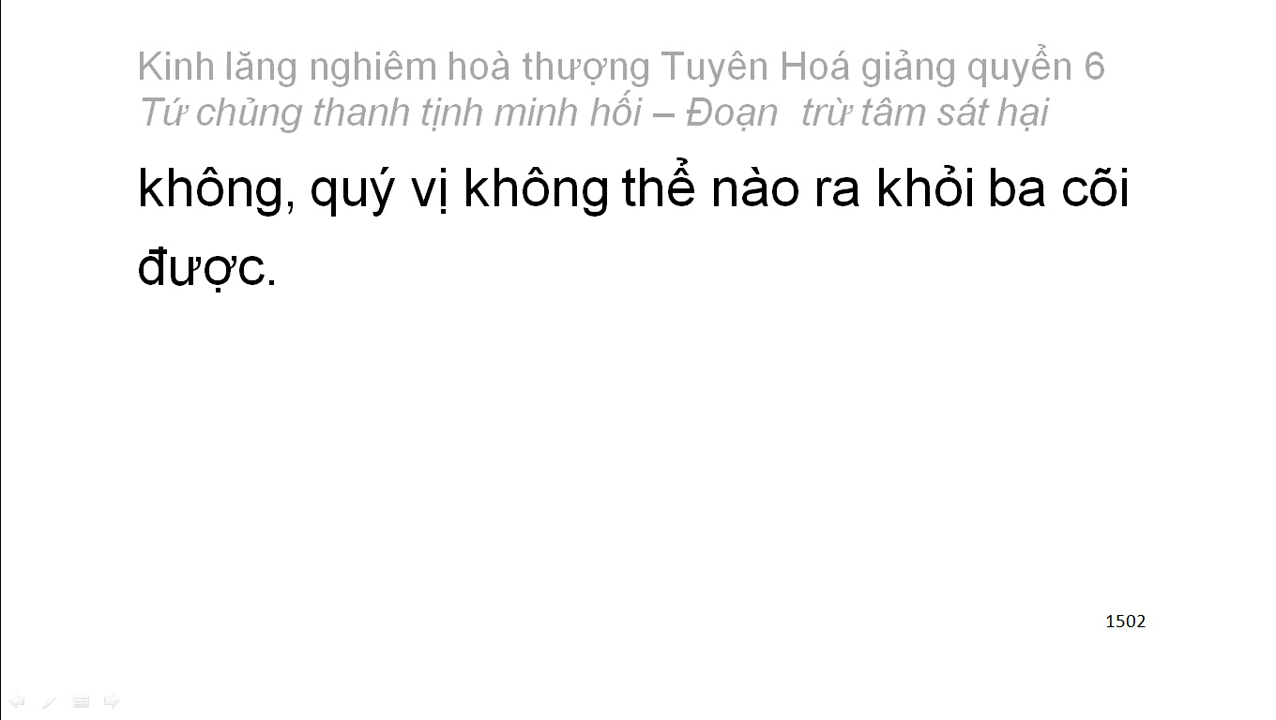 Kinh lăng nghiêm hoà thượng Tuyên Hoá giảng quyển 6
Tứ chủng thanh tịnh minh hối – Đoạn trừ tâm sát hại
không, quý vị không thể nào ra khỏi ba cõi
được.
1502